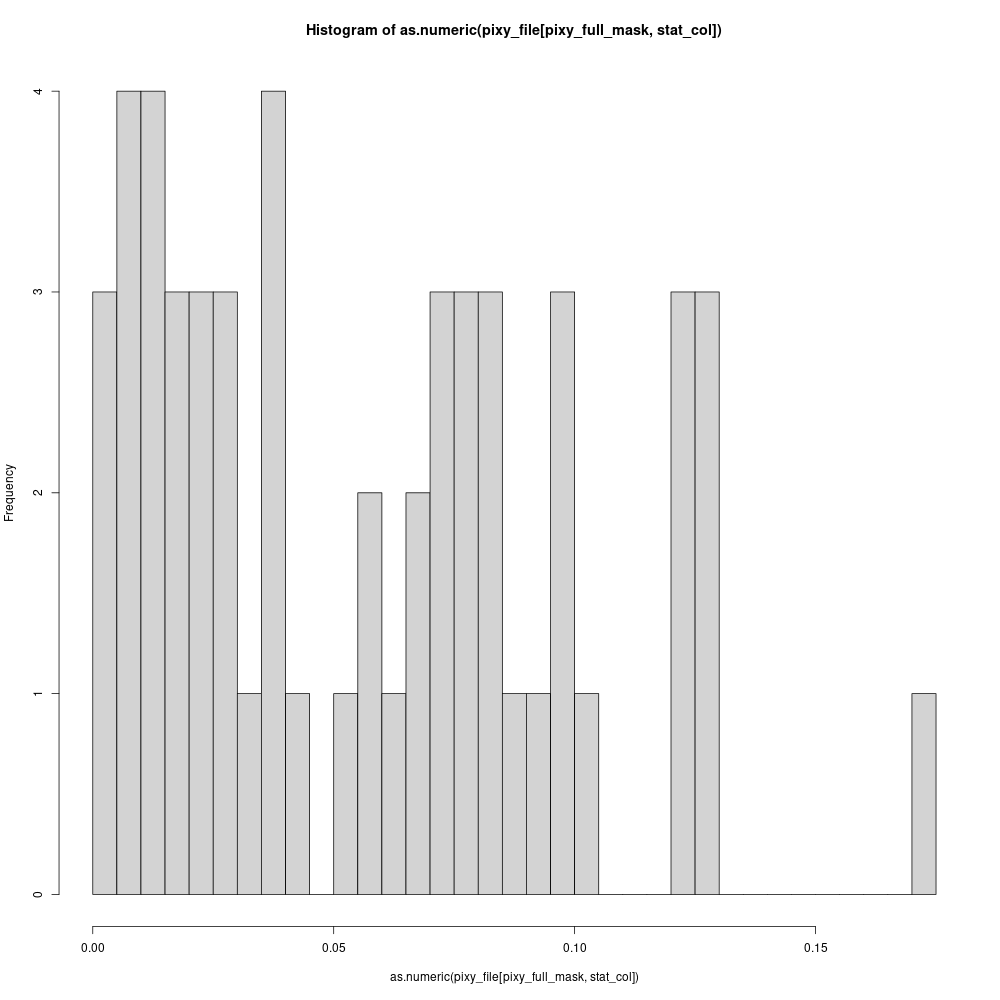 Histogram of as.numeric(pixy_file[pixy_full_mask, stat_col])
4
3
2
1
0
Frequency
0.00 0.05 0.10 0.15
as.numeric(pixy_file[pixy_full_mask, stat_col])